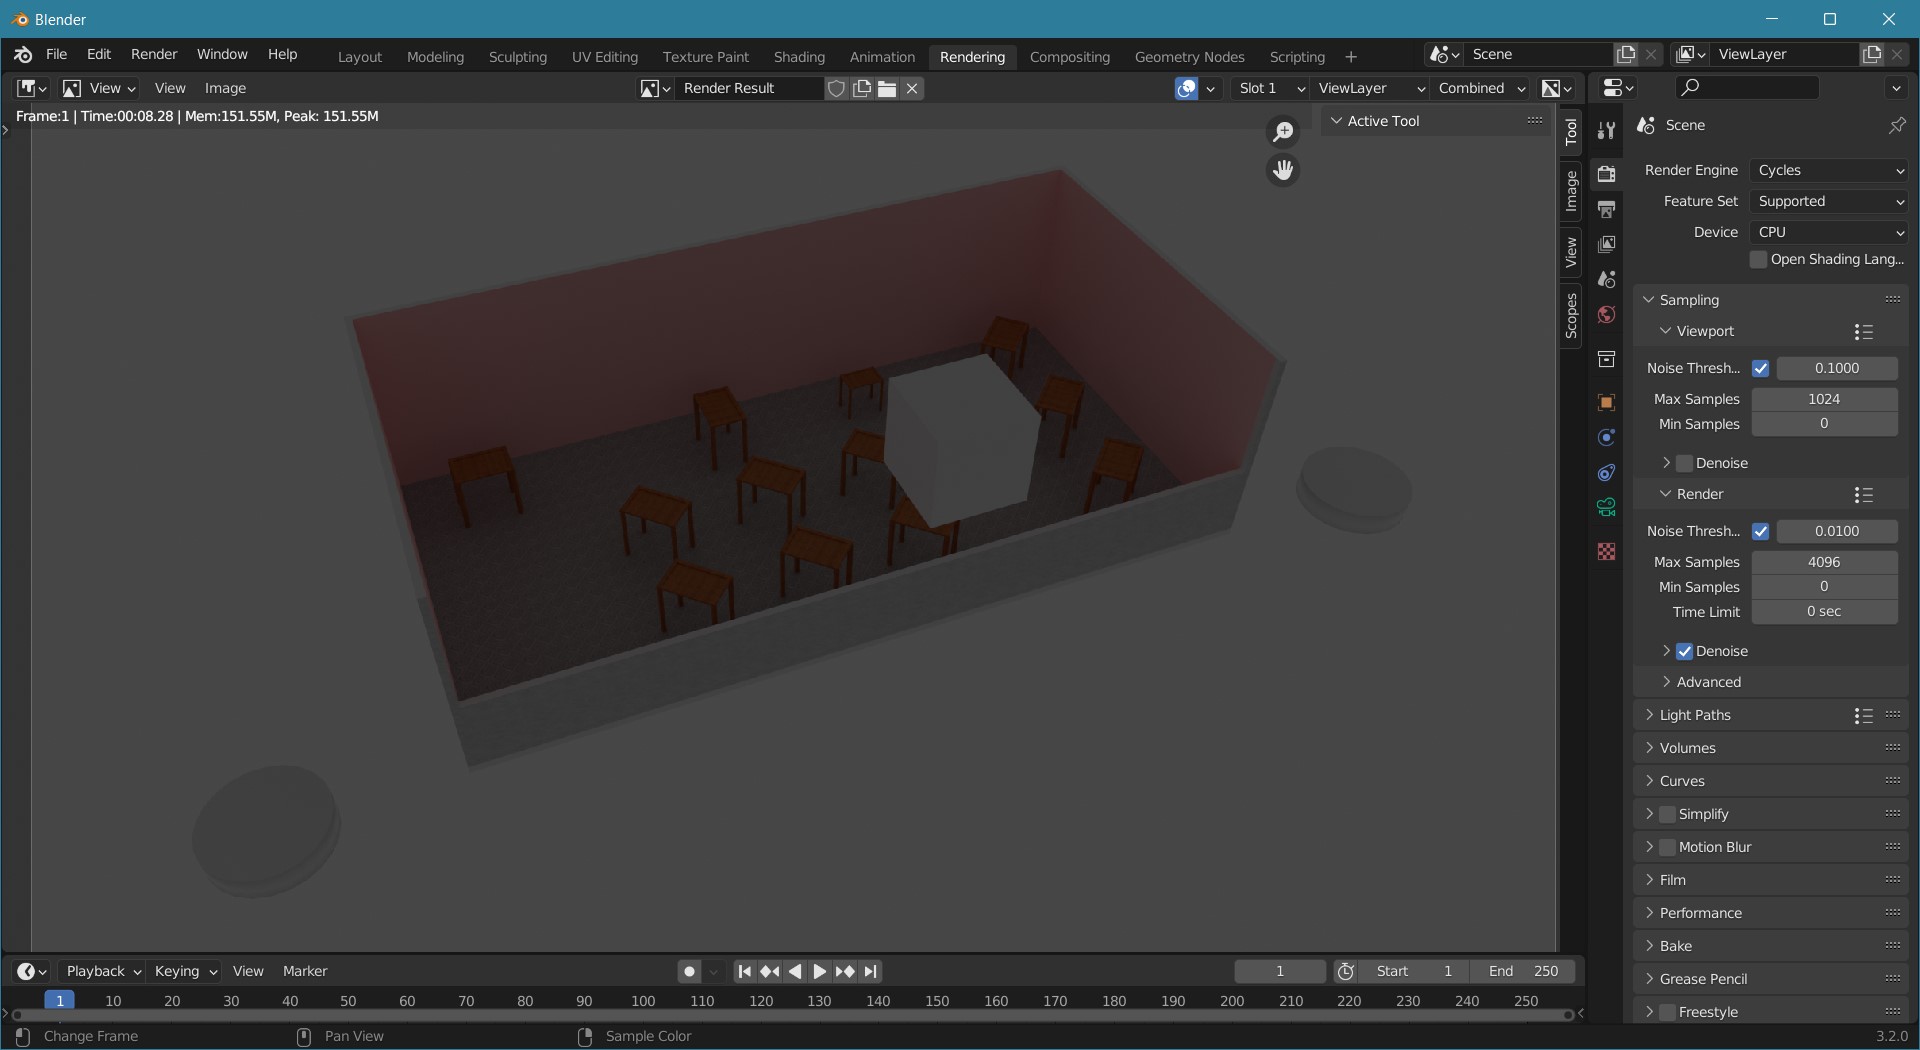 Blender
File Edit Render Window Help Layout Modeling Sculpting UV Editing Texture Paint Shading Animation Rendering Compositing Geometry Nodes Scripting + Scene ViewLayer
View View Image Render Result Slot 1 ViewLayer Combined
Frame:1 | Time:00:08.28 | Mem:151.55M, Peak: 151.55M
Active Tool
Tool
Image
View
Scopes
Scene
Render Engine Cycles
Feature Set Supported
Device CPU
Open Shading Lang...
Sampling
Viewport
Noise Thresh... 0.1000
Max Samples 1024
Min Samples 0
Denoise
Render
Noise Thresh... 0.0100
Max Samples 4096
Min Samples 0
Time Limit 0 sec
Denoise
Advanced
Light Paths
Volumes
Curves
Simplify
Motion Blur
Film
Performance
Bake
Grease Pencil
Freestyle
Playback Keying View Marker 1 Start 1 End 250
1 10 20 30 40 50 60 70 80 90 100 110 120 130 140 150 160 170 180 190 200 210 220 230 240 250
Change Frame Pan View Sample Color 3.2.0